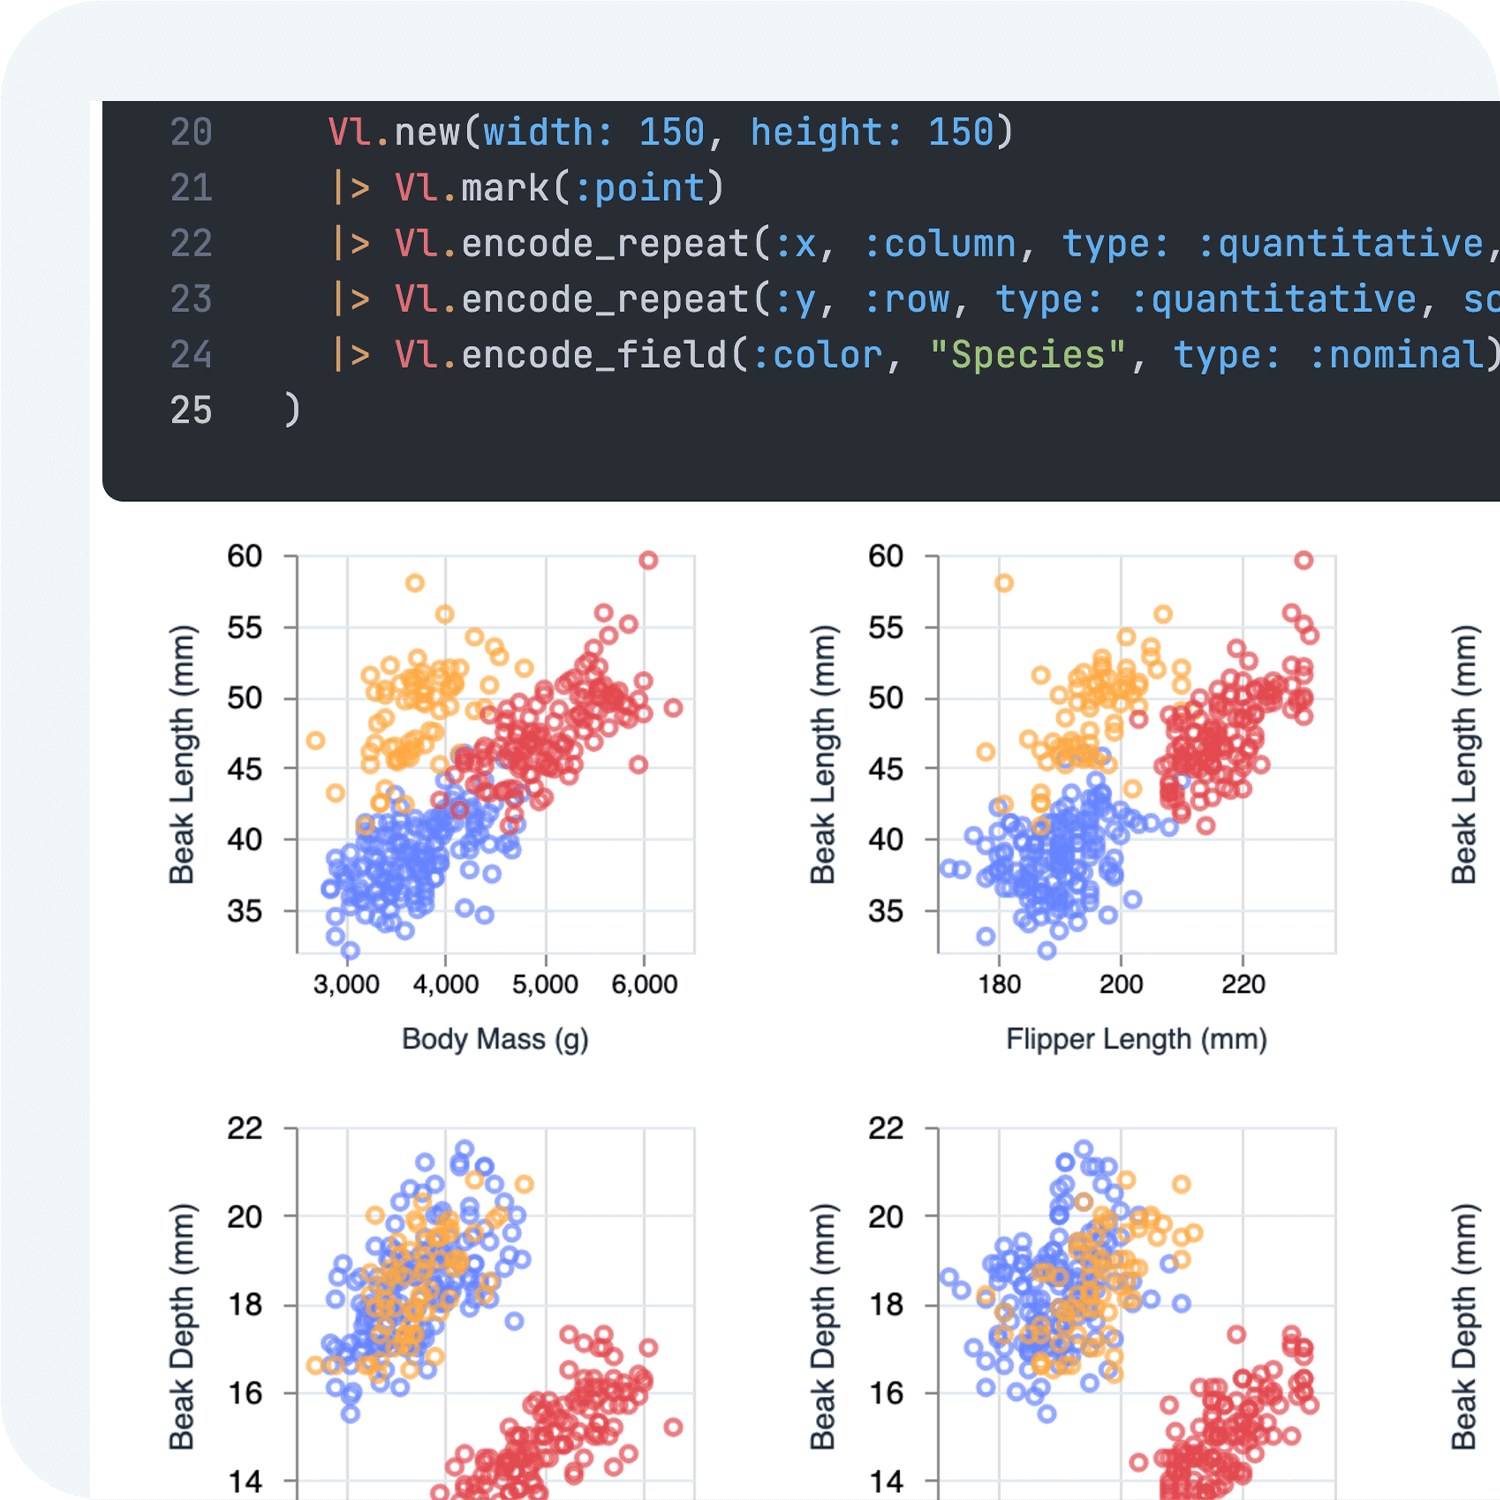 20 Vl.new(width: 150, height: 150)
21 |> Vl.mark(:point)
22 |> Vl.encode_repeat(:x, :column, type: :quantitative,
23 |> Vl.encode_repeat(:y, :row, type: :quantitative, sc
24 |> Vl.encode_field(:color, "Species", type: :nominal)
25 )
60
55
50
45
40
35
Beak Length (mm)
3,000 4,000 5,000 6,000
Body Mass (g)
60
55
50
45
40
35
Beak Length (mm)
180 200 220
Flipper Length (mm)
Beak Length (mm)
22
20
18
16
14
Beak Depth (mm)
22
20
18
16
14
Beak Depth (mm)
Beak Depth (mm)